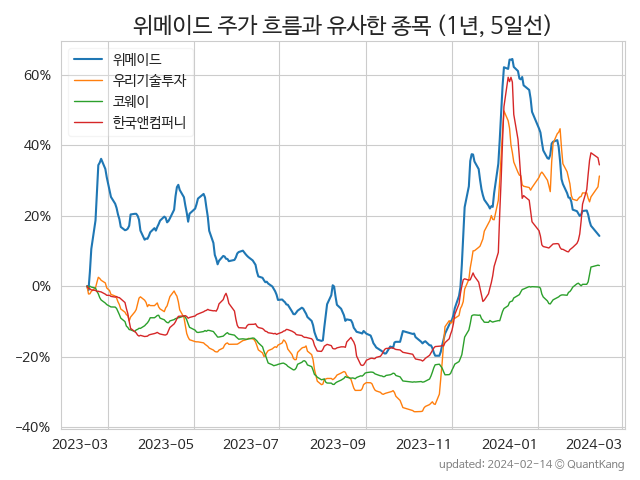 위메이드 주가 흐름과 유사한 종목 (1년, 5일선)
위메이드
우리기술투자
코웨이
한국앤컴퍼니
60%
40%
20%
0%
−20%
−40%
2023-03 2023-05 2023-07 2023-09 2023-11 2024-01 2024-03
updated: 2024-02-14 © QuantKang